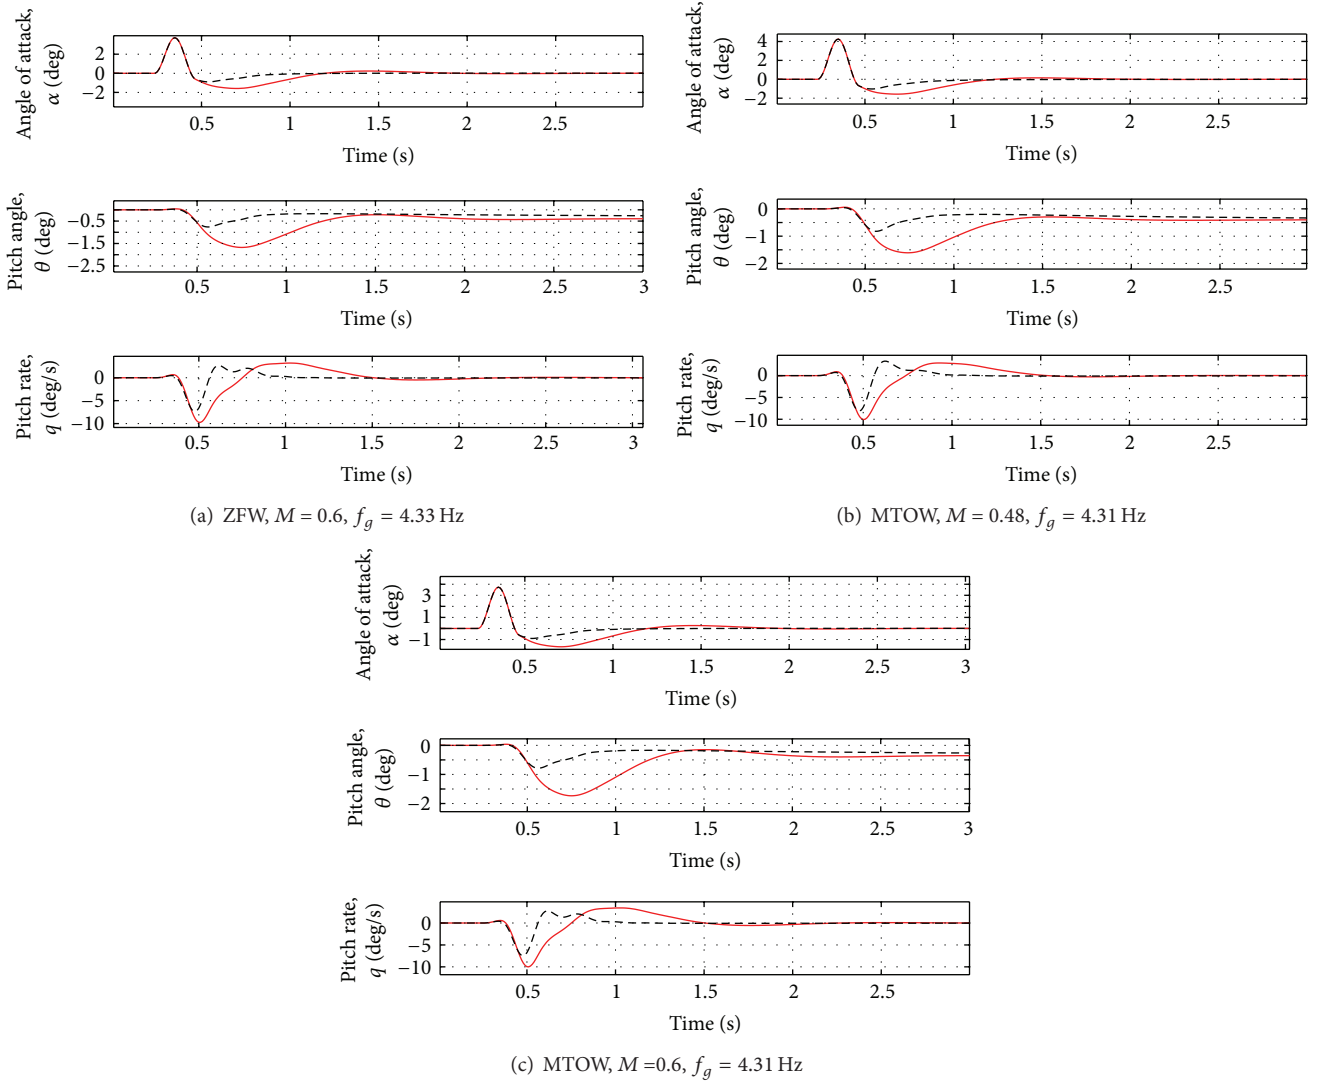 Angle of attack,
α (deg
2
0
−2
0.5 1 1.5 2 2.5
Time (s)
Pitch angle,
θ (deg
−0.5
−1.5
−2.5
0.5 1 1.5 2 2.5 3
Time (s)
Pitch rate,
q (deg/s)
0
−5
−10
0.5 1 1.5 2 2.5 3
Time (s)
(a) ZFW, M = 0.6, f_g = 4.33 Hz
Angle of attack,
α (deg
4
2
0
−2
0.5 1 1.5 2 2.5
Time (s)
Pitch angle,
θ (deg
0
−1
−2
0.5 1 1.5 2 2.5
Time (s)
Pitch rate,
q (deg/s)
0
−5
−10
0.5 1 1.5 2 2.5
Time (s)
(b) MTOW, M = 0.48, f_g = 4.31 Hz
Angle of attack,
α (deg)
3
1
−1
0.5 1 1.5 2 2.5 3
Time (s)
Pitch angle,
θ (deg)
0
−1
−2
0.5 1 1.5 2 2.5 3
Time (s)
Pitch rate,
q (deg/s)
0
−5
−10
0.5 1 1.5 2 2.5
Time (s)
(c) MTOW, M =0.6, f_g = 4.31 Hz